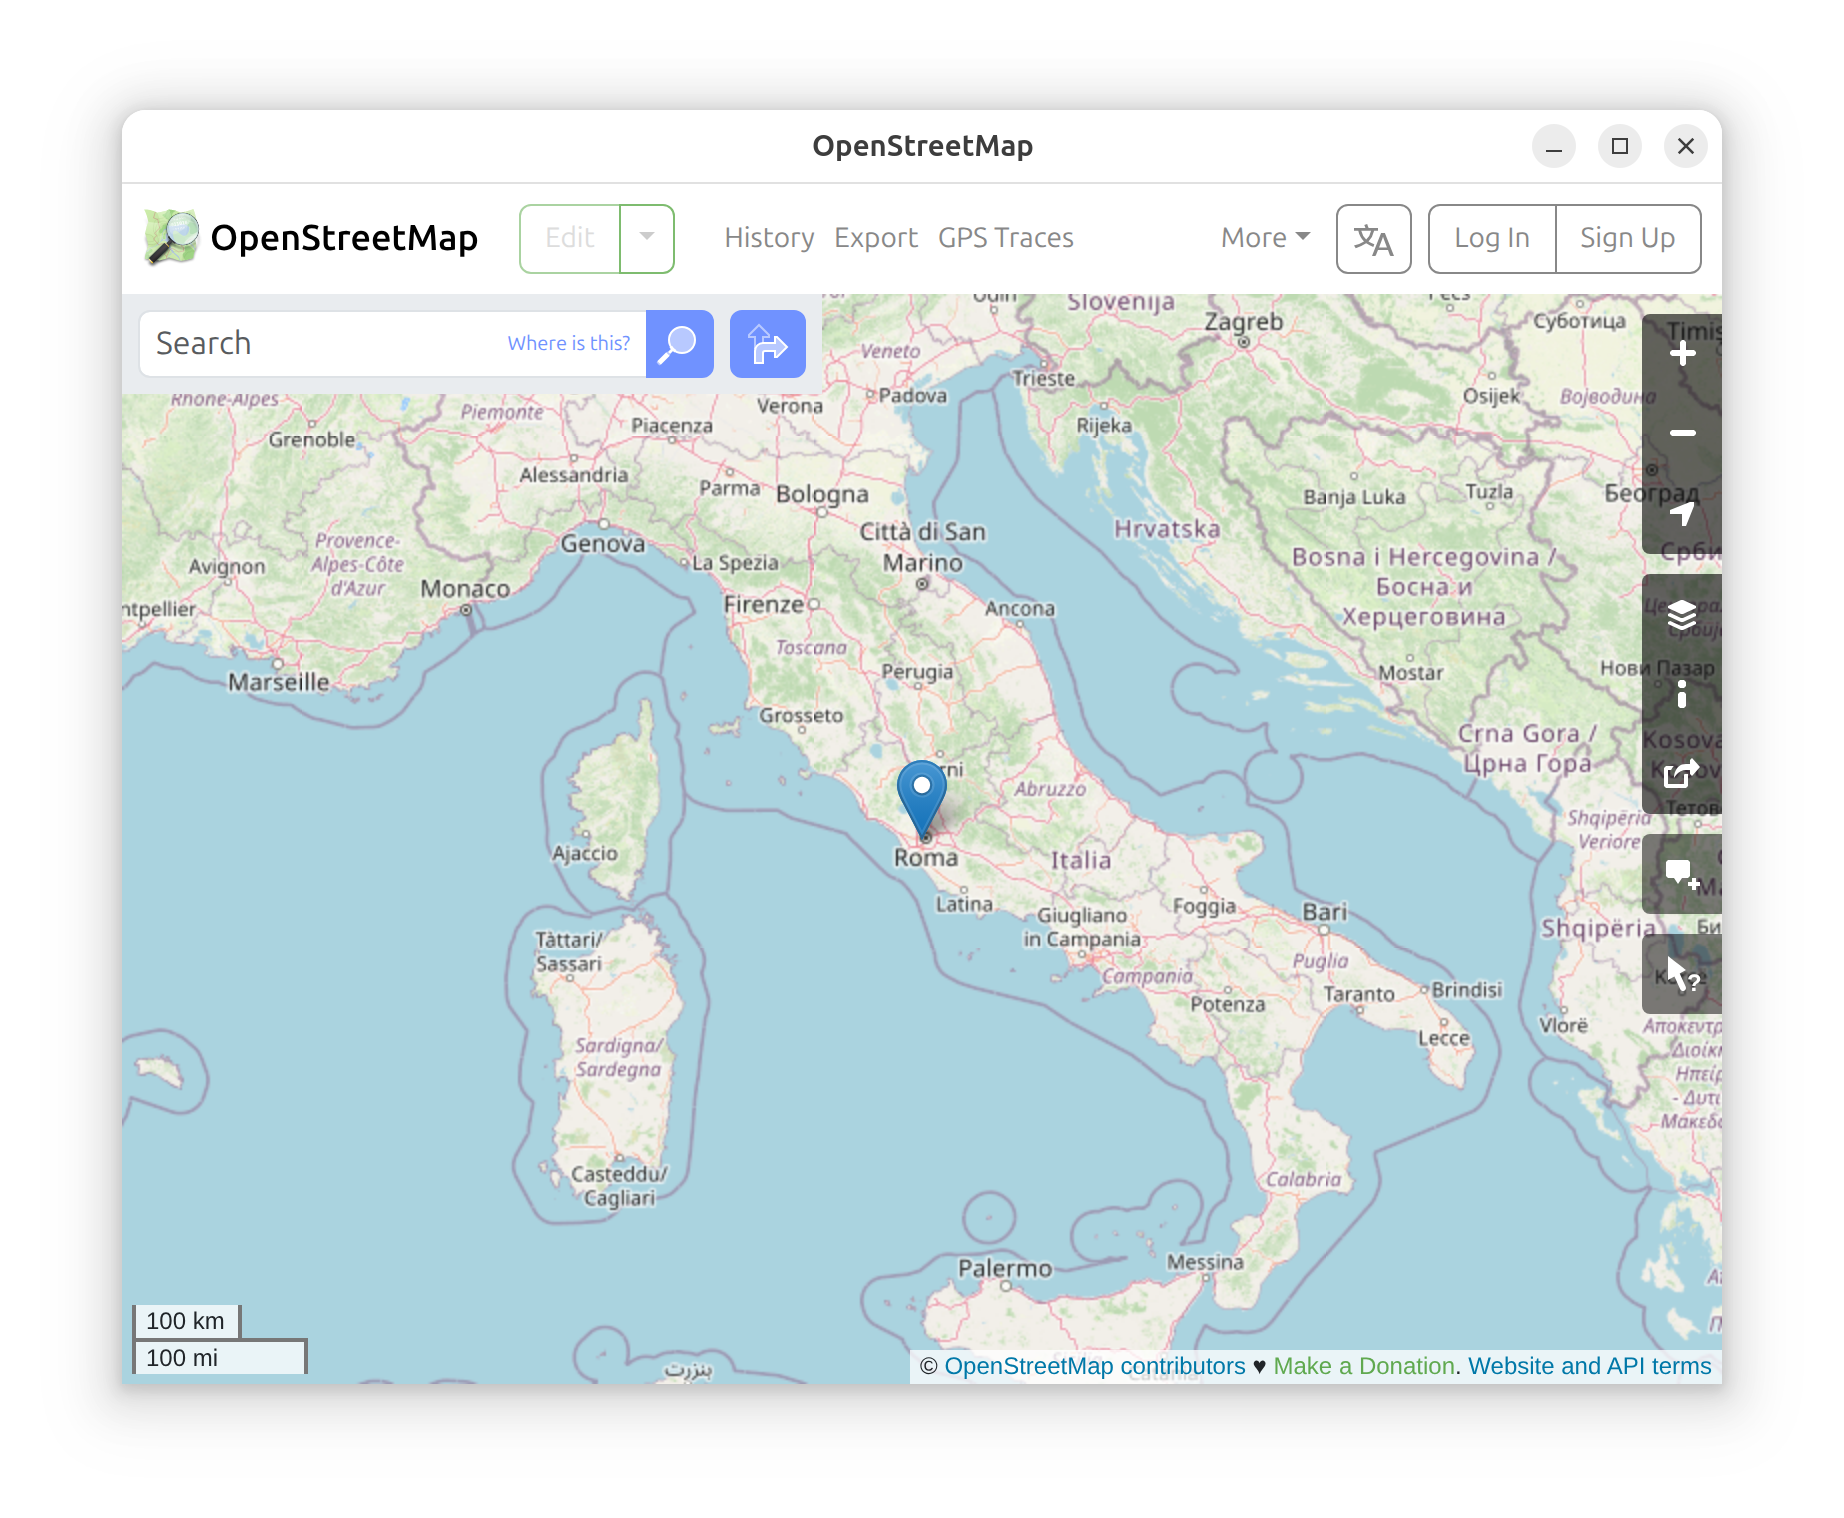 OpenStreetMap
OpenStreetMap
Edit
History
Export
GPS Traces
More
Log In
Sign Up
Search
Where is this?
Slovenija
Zagreb
Суботица
Veneto
Trieste
Osijek
Војводина
Rhône-Alpes
Piemonte
Verona
Padova
Grenoble
Piacenza
Rijeka
Alessandria
Parma
Bologna
Banja Luka
Tuzla
Београд
Genova
Città di San
Marino
Hrvatska
Provence-
Alpes-Côte
d'Azur
Avignon
La Spezia
Bosna i Hercegovina /
Босна и
Херцеговина
Monaco
Firenze
Ancona
ntpellier
Toscana
Perugia
Mostar
Нови Пазар
Marseille
Grosseto
Crna Gora /
Црна Гора
rni
Abruzzo
Shqipëria
Veriore
Ajaccio
Roma
Italia
Latina
Giugliano
in Campania
Foggia
Bari
Shqipëria
Tàttari/
Sassari
Campania
Puglia
Potenza
Taranto
Brindisi
Lecce
Vlorë
Sardigna/
Sardegna
Casteddu/
Cagliari
Calabria
Palermo
Messina
بنزرت
100 km
100 mi
© OpenStreetMap contributors ♥ Make a Donation. Website and API terms